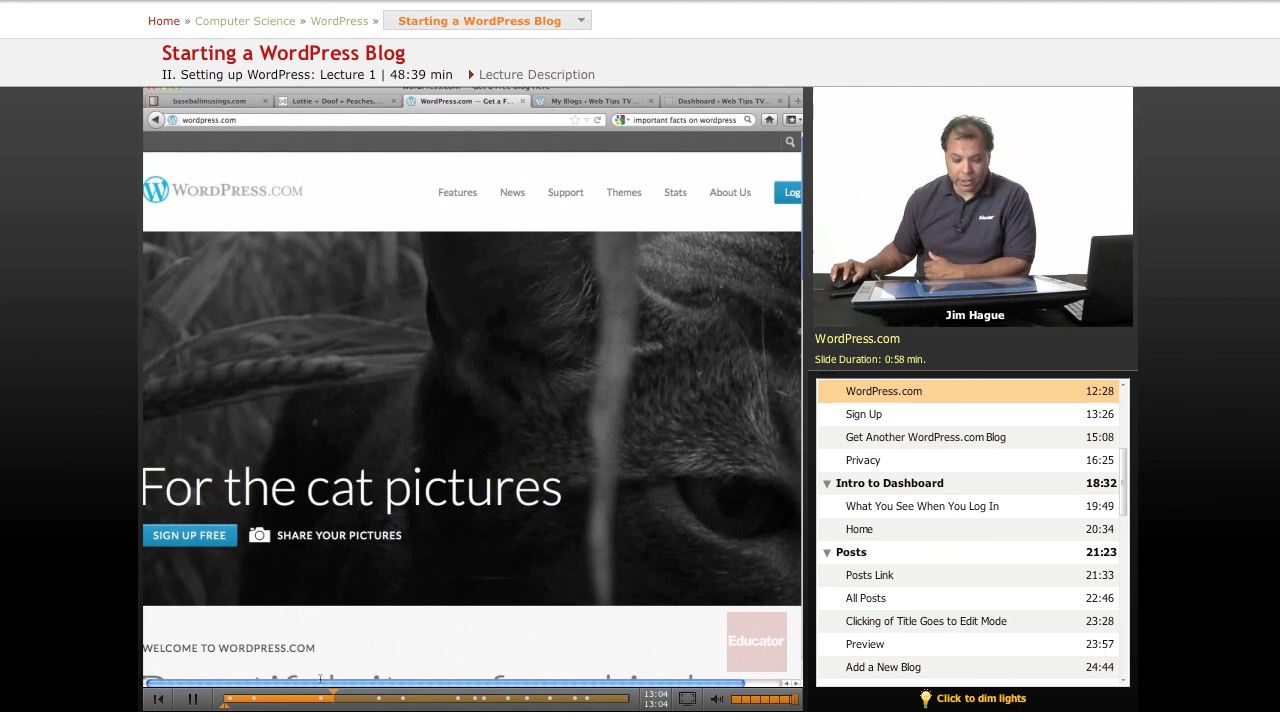 Home » Computer Science » WordPress » Starting a WordPress Blog
Starting a WordPress Blog
II. Setting up WordPress: Lecture 1 | 48:39 min Lecture Description
baseballmusings.com × Lottie + Doof = Peaches, ... × WordPress.com — Get a F... × My Blogs ‹ Web Tips TV ... × Dashboard ‹ Web Tips TV... × +
wordpress.com important facts on wordpress
WORDPRESS.COM Features News Support Themes Stats About Us Log
For the cat pictures
SIGN UP FREE SHARE YOUR PICTURES
WELCOME TO WORDPRESS.COM
Educator
13:04
13:04
Jim Hague
WordPress.com
Slide Duration: 0:58 min.
WordPress.com 12:28
Sign Up 13:26
Get Another WordPress.com Blog 15:08
Privacy 16:25
Intro to Dashboard 18:32
What You See When You Log In 19:49
Home 20:34
Posts 21:23
Posts Link 21:33
All Posts 22:46
Clicking of Title Goes to Edit Mode 23:28
Preview 23:57
Add a New Blog 24:44
Click to dim lights